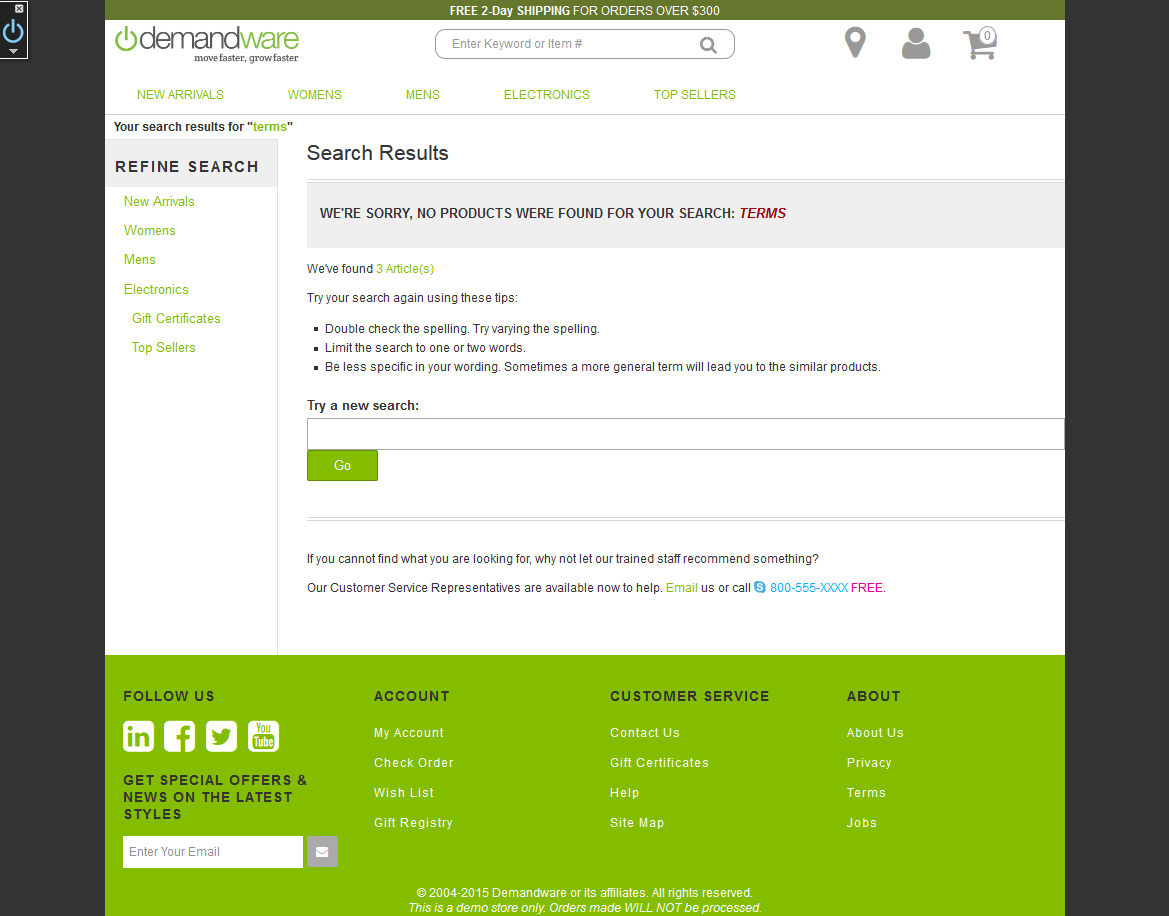 FREE 2-Day SHIPPING FOR ORDERS OVER $300
demandware
move faster, grow faster
Enter Keyword or Item #
0
NEW ARRIVALS WOMENS MENS ELECTRONICS TOP SELLERS
Your search results for "terms"
REFINE SEARCH
New Arrivals
Womens
Mens
Electronics
Gift Certificates
Top Sellers
Search Results
WE'RE SORRY, NO PRODUCTS WERE FOUND FOR YOUR SEARCH: TERMS
We've found 3 Article(s)
Try your search again using these tips:
Double check the spelling. Try varying the spelling.
Limit the search to one or two words.
Be less specific in your wording. Sometimes a more general term will lead you to the similar products.
Try a new search:
Go
If you cannot find what you are looking for, why not let our trained staff recommend something?
Our Customer Service Representatives are available now to help. Email us or call 800-555-XXXX FREE.
FOLLOW US
in f You Tube
GET SPECIAL OFFERS &
NEWS ON THE LATEST
STYLES
Enter Your Email
ACCOUNT
My Account
Check Order
Wish List
Gift Registry
CUSTOMER SERVICE
Contact Us
Gift Certificates
Help
Site Map
ABOUT
About Us
Privacy
Terms
Jobs
© 2004-2015 Demandware or its affiliates. All rights reserved.
This is a demo store only. Orders made WILL NOT be processed.